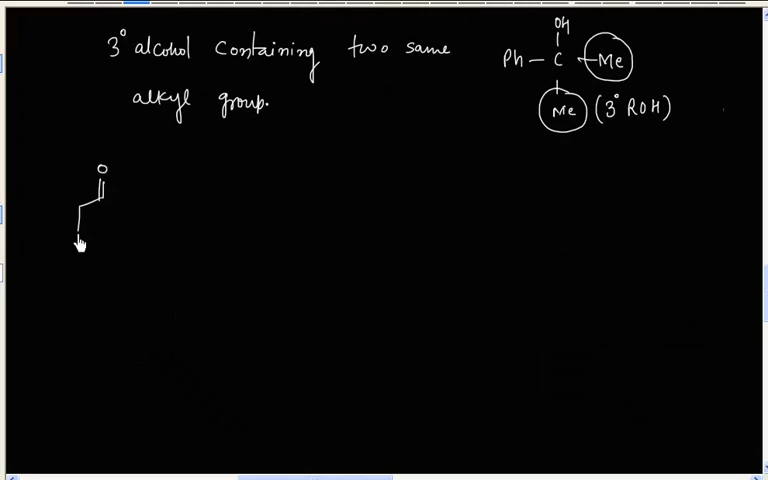 3° alcohol containing two same
alkyl group.
OH
Ph — C — Me
Me (3° ROH)
O